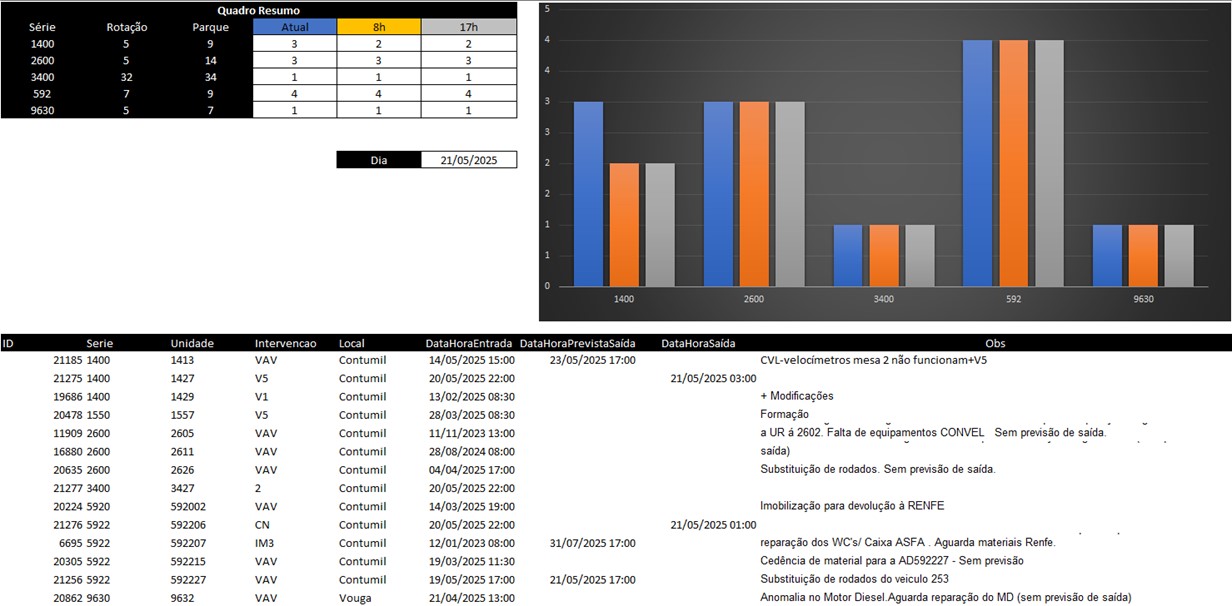 Quadro Resumo
Série Rotação Parque Atual 8h 17h
1400 5 9 3 2 2
2600 5 14 3 3 3
3400 32 34 1 1 1
592 7 9 4 4 4
9630 5 7 1 1 1
Dia 21/05/2025
5
4
4
3
3
2
2
1
1
0
1400 2600 3400 592 9630
ID Serie Unidade Intervencao Local DataHoraEntrada DataHoraPrevistaSaída DataHoraSaída Obs
21185 1400 1413 VAV Contumil 14/05/2025 15:00 23/05/2025 17:00 CVL-velocímetros mesa 2 não funcionam+V5
21275 1400 1427 V5 Contumil 20/05/2025 22:00 21/05/2025 03:00
19686 1400 1429 V1 Contumil 13/02/2025 08:30 + Modificações
20478 1550 1557 V5 Contumil 28/03/2025 08:30 Formação
11909 2600 2605 VAV Contumil 11/11/2023 13:00 a UR á 2602. Falta de equipamentos CONVEL Sem previsão de saída.
16880 2600 2611 VAV Contumil 28/08/2024 08:00 saída)
20635 2600 2626 VAV Contumil 04/04/2025 17:00 Substituição de rodados. Sem previsão de saída.
21277 3400 3427 2 Contumil 20/05/2025 22:00
20224 5920 592002 VAV Contumil 14/03/2025 19:00 Imobilização para devolução à RENFE
21276 5922 592206 CN Contumil 20/05/2025 22:00 21/05/2025 01:00
6695 5922 592207 IM3 Contumil 12/01/2023 08:00 31/07/2025 17:00 reparação dos WC's/ Caixa ASFA . Aguarda materiais Renfe.
20305 5922 592215 VAV Contumil 19/03/2025 11:30 Cedência de material para a AD592227 - Sem previsão
21256 5922 592227 VAV Contumil 19/05/2025 17:00 21/05/2025 17:00 Substituição de rodados do veiculo 253
20862 9630 9632 VAV Vouga 21/04/2025 13:00 Anomalia no Motor Diesel.Aguarda reparação do MD (sem previsão de saída)